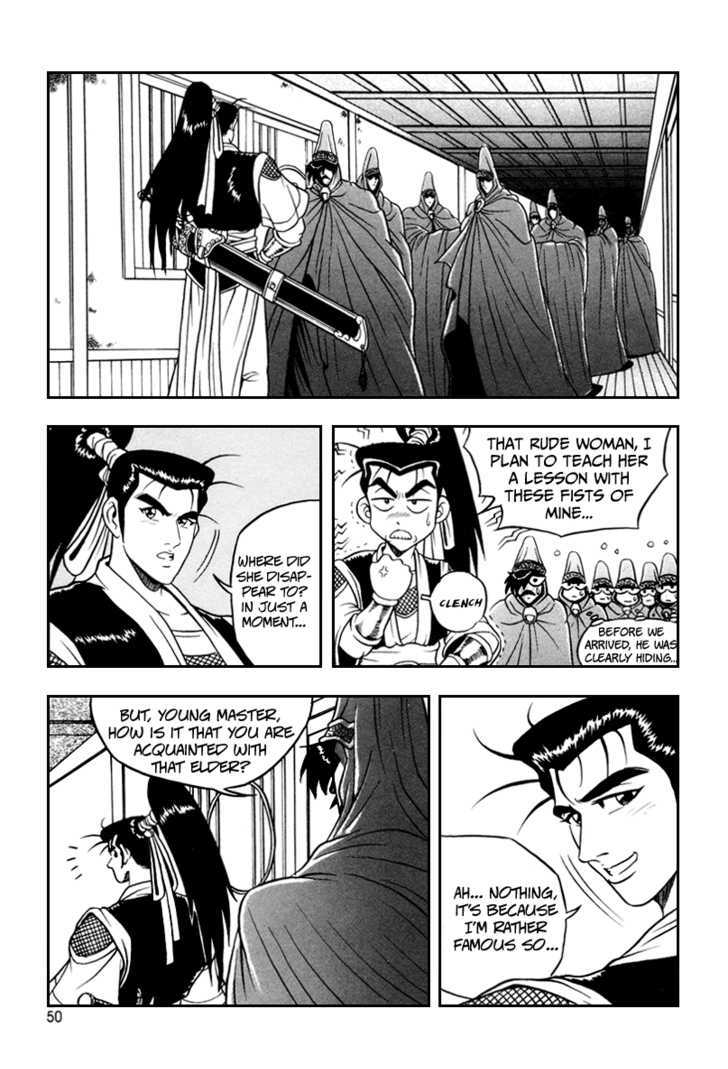 WHERE DID
SHE DISAP-
PEAR TO?
IN JUST A
MOMENT...
THAT RUDE WOMAN, I
PLAN TO TEACH HER
A LESSON WITH
THESE FISTS OF
MINE...
CLENCH
BEFORE WE
ARRIVED, HE WAS
CLEARLY HIDING...
BUT, YOUNG MASTER,
HOW IS IT THAT YOU ARE
ACQUAINTED WITH
THAT ELDER?
AH... NOTHING,
IT'S BECAUSE
I'M RATHER
FAMOUS SO...
50